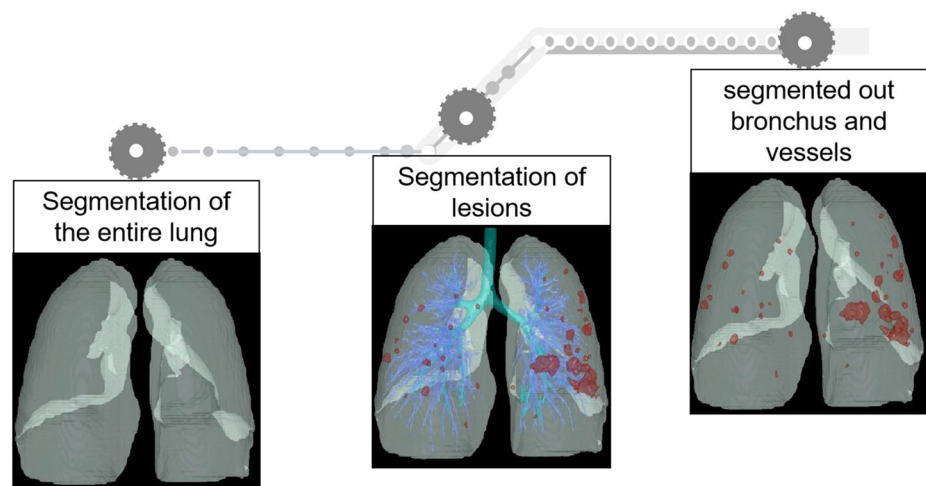 Segmentation of
the entire lung
Segmentation of
lesions
segmented out
bronchus and
vessels